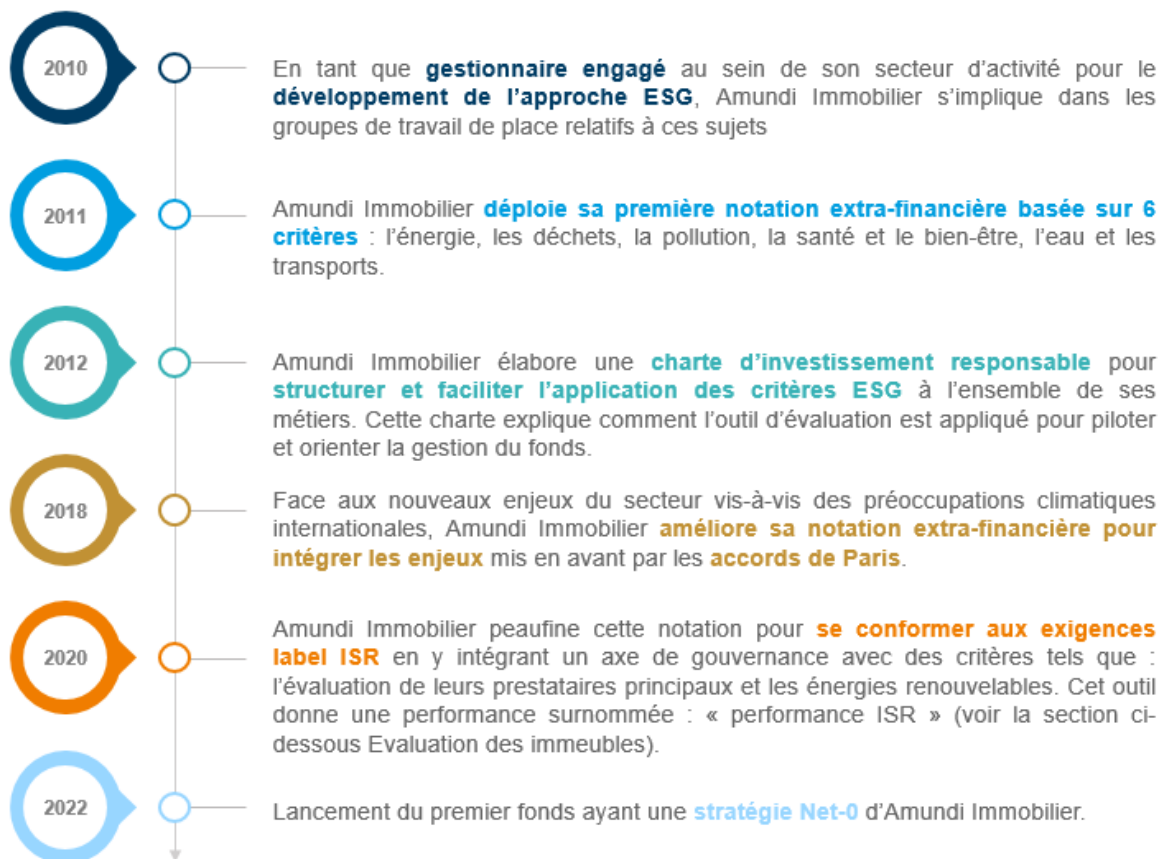 2010
En tant que gestionnaire engagé au sein de son secteur d'activité pour le
développement de l'approche ESG, Amundi Immobilier s'implique dans les
groupes de travail de place relatifs à ces sujets
2011
Amundi Immobilier déploie sa première notation extra-financière basée sur 6
critères : l'énergie, les déchets, la pollution, la santé et le bien-être, l'eau et les
transports.
2012
Amundi Immobilier élabore une charte d'investissement responsable pour
structurer et faciliter l'application des critères ESG à l'ensemble de ses
métiers. Cette charte explique comment l'outil d'évaluation est appliqué pour piloter
et orienter la gestion du fonds.
2018
Face aux nouveaux enjeux du secteur vis-à-vis des préoccupations climatiques
internationales, Amundi Immobilier améliore sa notation extra-financière pour
intégrer les enjeux mis en avant par les accords de Paris.
2020
Amundi Immobilier peaufine cette notation pour se conformer aux exigences
label ISR en y intégrant un axe de gouvernance avec des critères tels que :
l'évaluation de leurs prestataires principaux et les énergies renouvelables. Cet outil
donne une performance surnommée : « performance ISR » (voir la section ci-
dessous Evaluation des immeubles).
2022
Lancement du premier fonds ayant une stratégie Net-0 d'Amundi Immobilier.